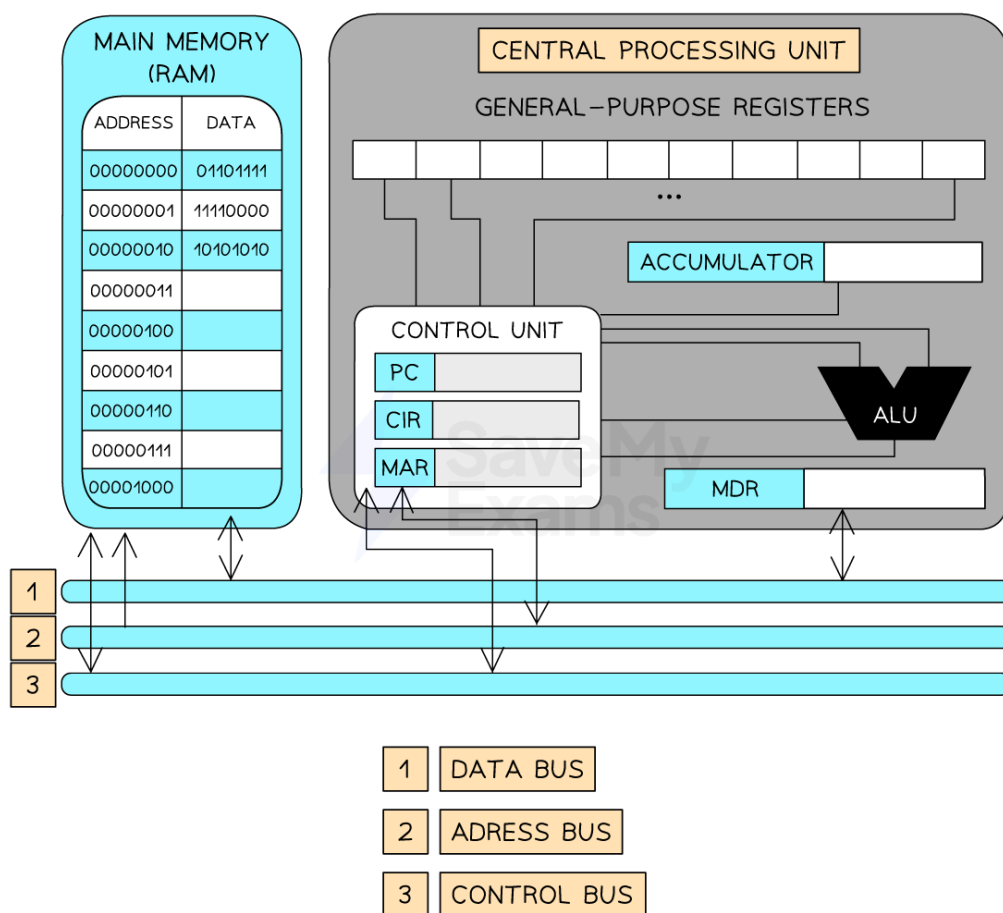 MAIN MEMORY
(RAM)
ADDRESS DATA
00000000 01101111
00000001 11110000
00000010 10101010
00000011
00000100
00000101
00000110
00000111
00001000
CENTRAL PROCESSING UNIT
GENERAL-PURPOSE REGISTERS
...
ACCUMULATOR
CONTROL UNIT
PC
CIR
MAR
ALU
MDR
SaveMy
Exams
1
2
3
1 DATA BUS
2 ADRESS BUS
3 CONTROL BUS